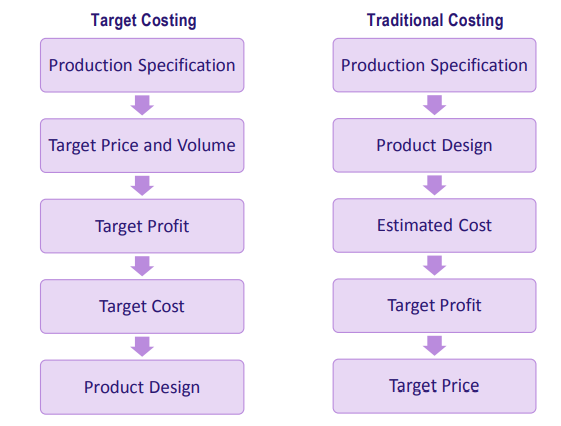 Target Costing
Production Specification
Target Price and Volume
Target Profit
Target Cost
Product Design
Traditional Costing
Production Specification
Product Design
Estimated Cost
Target Profit
Target Price